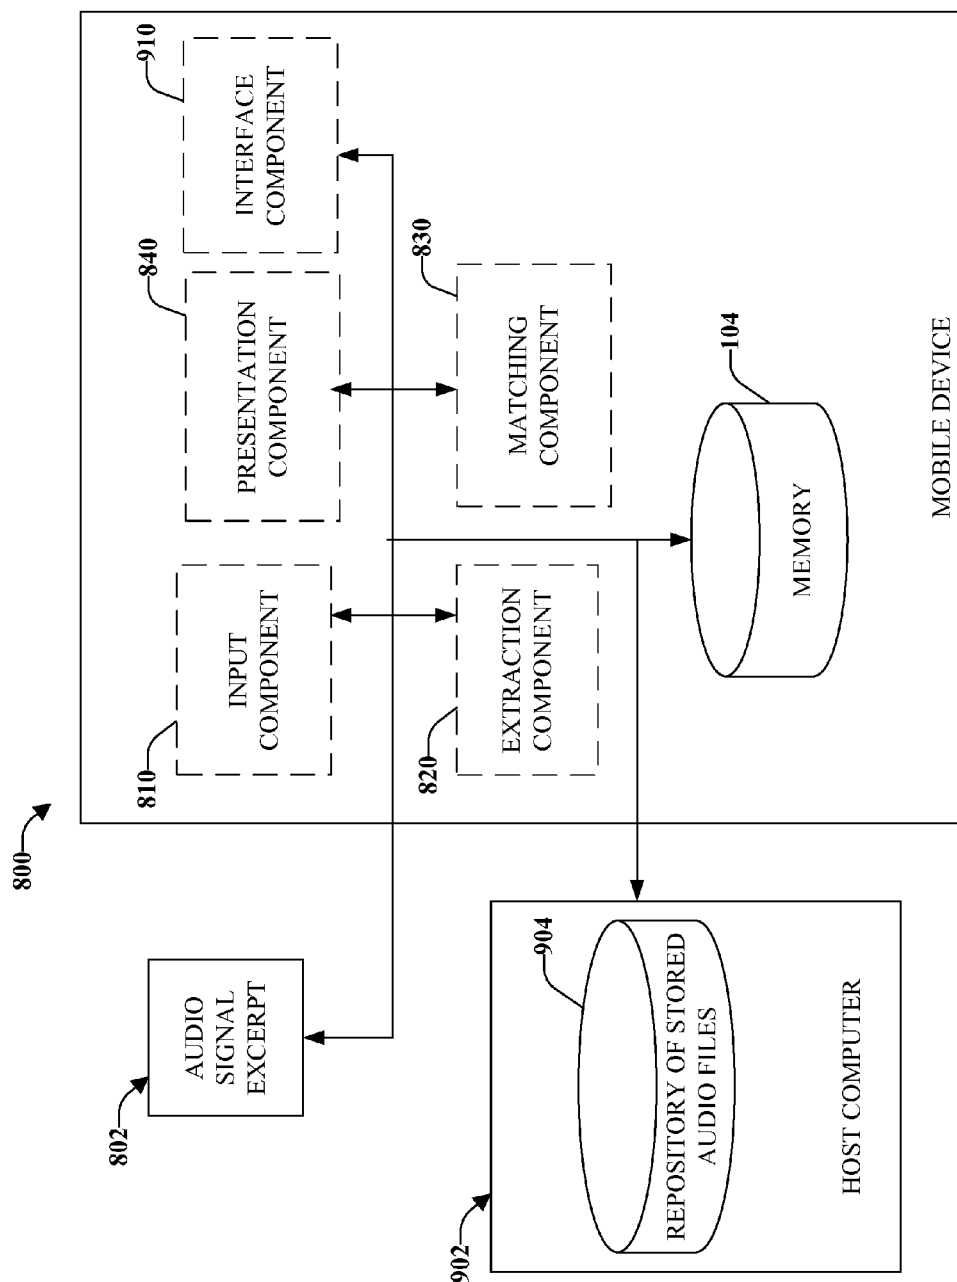 800
802
AUDIO
SIGNAL
EXCERPT
810
INPUT
COMPONENT
840
PRESENTATION
COMPONENT
910
INTERFACE
COMPONENT
820
EXTRACTION
COMPONENT
830
MATCHING
COMPONENT
104
MEMORY
MOBILE DEVICE
902
904
REPOSITORY OF STORED
AUDIO FILES
HOST COMPUTER